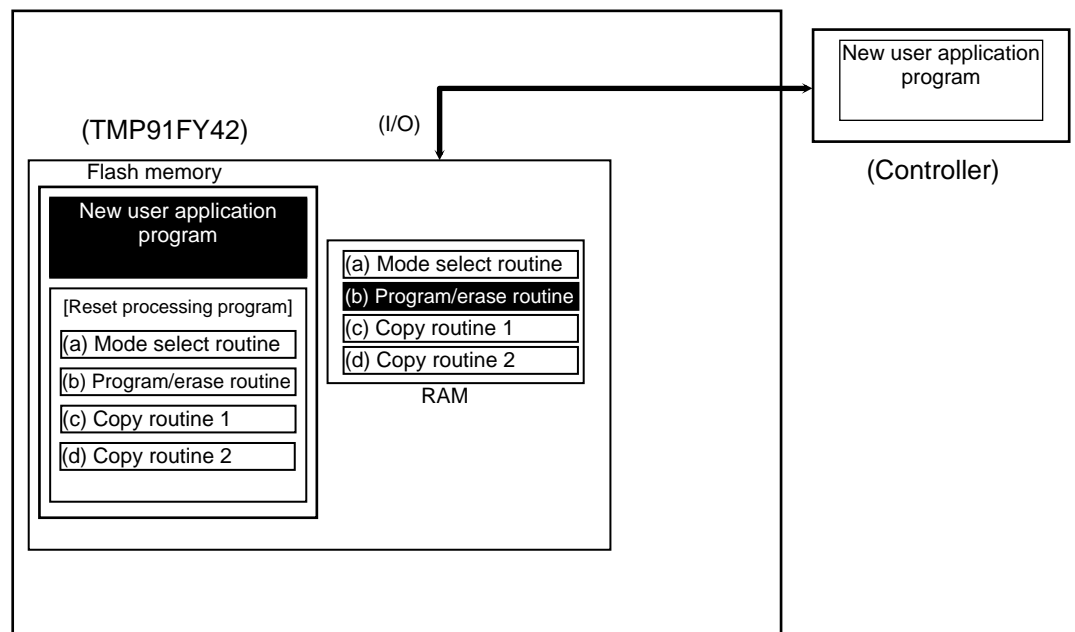 New user application
program
(Controller)
(I/O)
(TMP91FY42)
Flash memory
New user application
program
[Reset processing program]
(a) Mode select routine
(b) Program/erase routine
(c) Copy routine 1
(d) Copy routine 2
(a) Mode select routine
(b) Program/erase routine
(c) Copy routine 1
(d) Copy routine 2
RAM